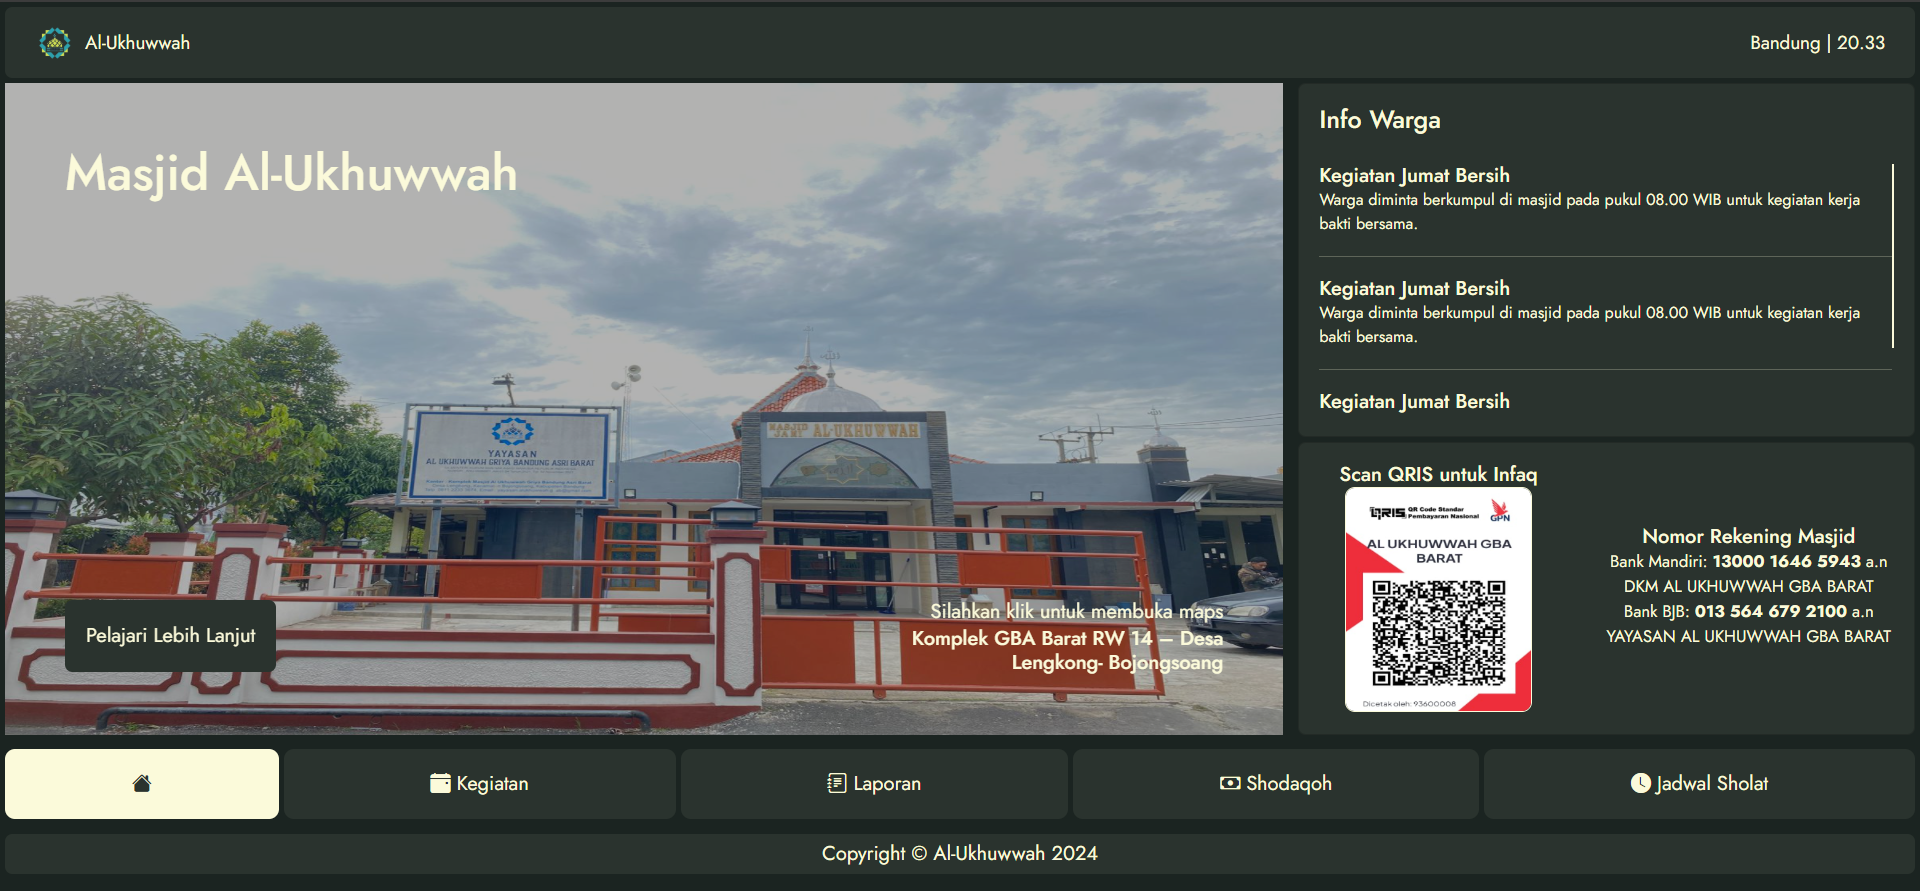 Al-Ukhuwwah
Bandung | 20.33
Masjid Al-Ukhuwwah
YAYASAN
AL UKHUWWAH GRIYA BANDUNG ASRI BARAT
MASJID
JAMI AL-UKHUWWAH
Pelajari Lebih Lanjut
Silahkan klik untuk membuka maps
Komplek GBA Barat RW 14 – Desa
Lengkong- Bojongsoang
Info Warga
Kegiatan Jumat Bersih
Warga diminta berkumpul di masjid pada pukul 08.00 WIB untuk kegiatan kerja
bakti bersama.
Kegiatan Jumat Bersih
Warga diminta berkumpul di masjid pada pukul 08.00 WIB untuk kegiatan kerja
bakti bersama.
Kegiatan Jumat Bersih
Scan QRIS untuk Infaq
QRIS QR Code Standar
Pembayaran Nasional
GPN
AL UKHUWWAH GBA
BARAT
Dicetak oleh: 93600008
Nomor Rekening Masjid
Bank Mandiri: 13000 1646 5943 a.n
DKM AL UKHUWWAH GBA BARAT
Bank BJB: 013 564 679 2100 a.n
YAYASAN AL UKHUWWAH GBA BARAT
Kegiatan
Laporan
Shodaqoh
Jadwal Sholat
Copyright © Al-Ukhuwwah 2024